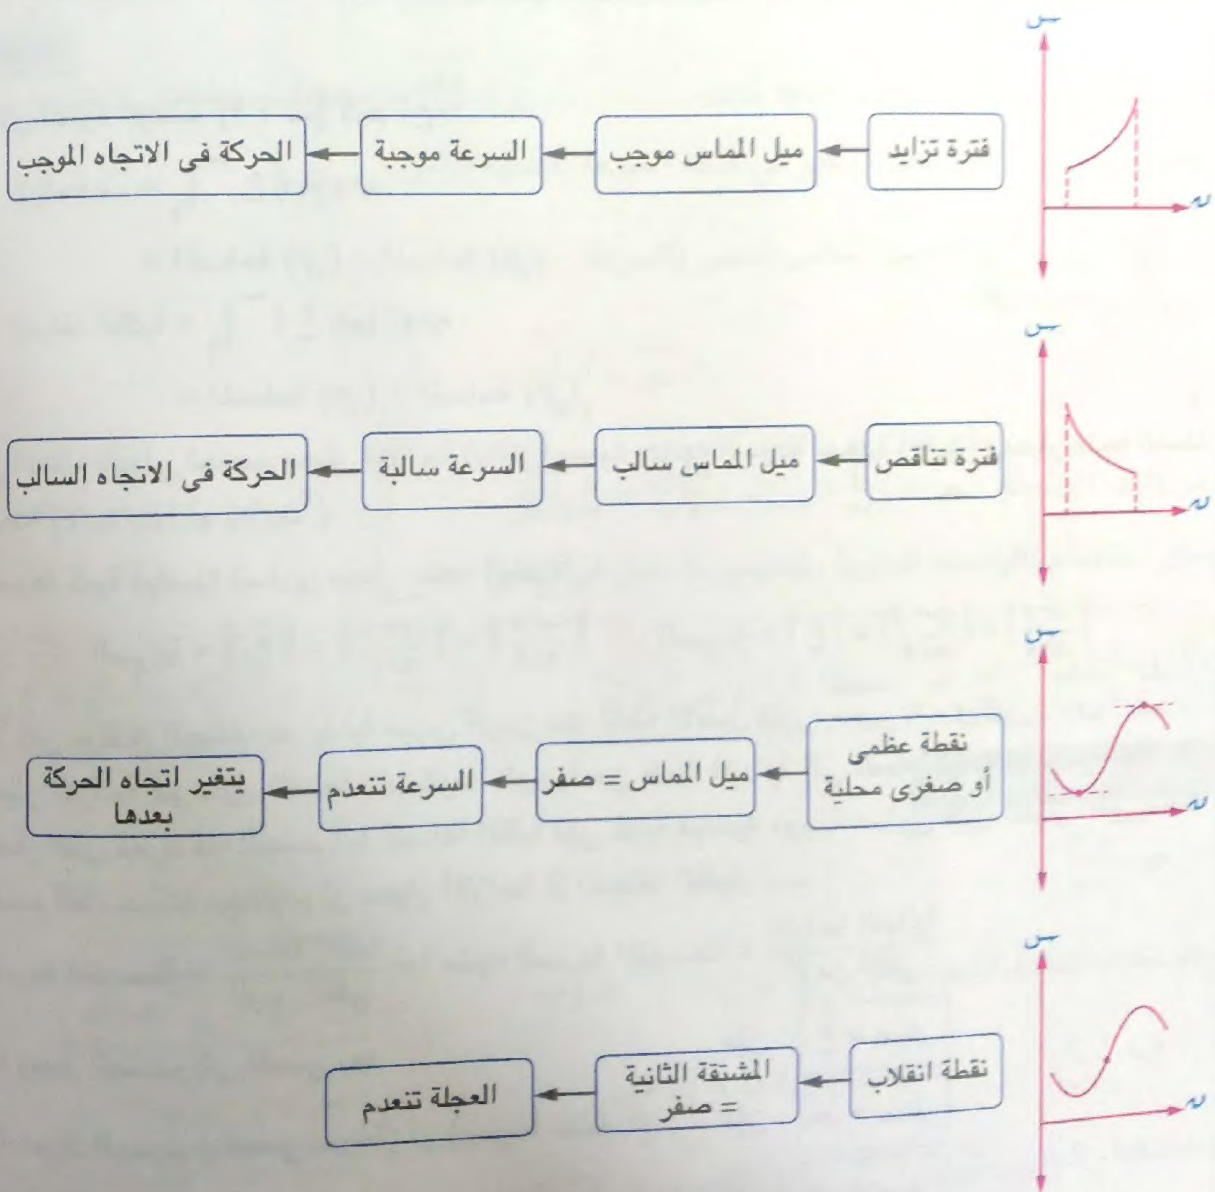 س
فترة تزايد
ميل المماس موجب
السرعة موجبة
الحركة فى الاتجاه الموجب
ن
س
فترة تناقص
ميل المماس سالب
السرعة سالبة
الحركة فى الاتجاه السالب
ن
س
نقطة عظمى
أو صغرى محلية
ميل المماس = صفر
السرعة تنعدم
يتغير اتجاه الحركة
بعدها
ن
س
نقطة انقلاب
المشتقة الثانية
= صفر
العجلة تنعدم
ن